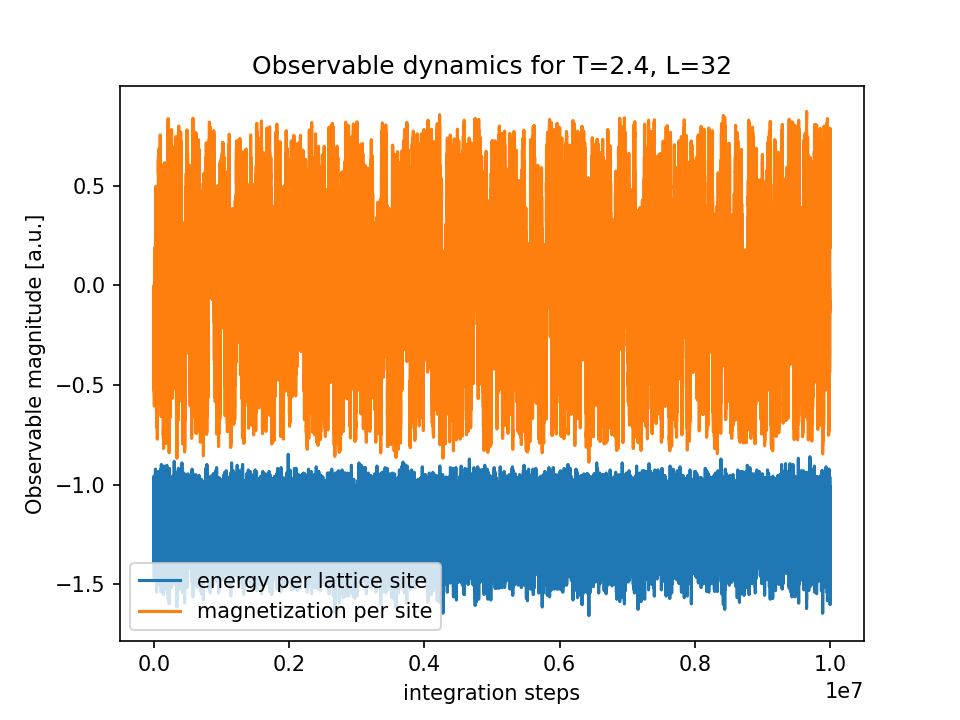 Observable dynamics for T=2.4, L=32
Observable magnitude [a.u.]
0.5
0.0
−0.5
−1.0
−1.5
energy per lattice site
magnetization per site
0.0 0.2 0.4 0.6 0.8 1.0
1e7
integration steps